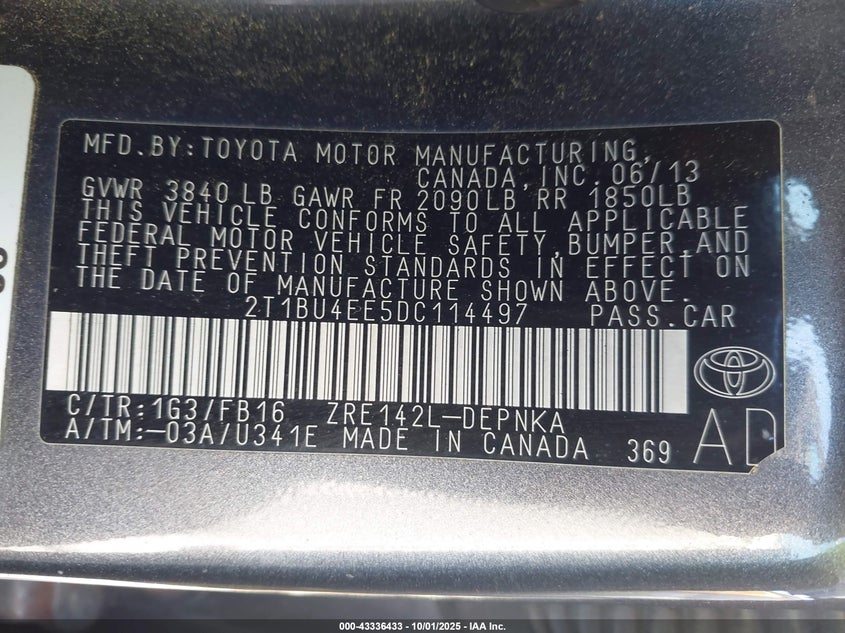 MFD.BY:TOYOTA MOTOR MANUFACTURING,
CANADA,INC. 06/13
GVWR 3840 LB GAWR FR 2090LB RR 1850LB
THIS VEHICLE CONFORMS TO ALL APPLICABLE
FEDERAL MOTOR VEHICLE SAFETY,BUMPER,AND
THEFT PREVENTION STANDARDS IN EFFECT ON
THE DATE OF MANUFACTURE SHOWN ABOVE.
2T1BU4EE5DC114497 PASS.CAR
C/TR:1G3/FB16 ZRE142L-DEPNKA
A/TM:-03A/U341E MADE IN CANADA 369
AD
000-43336433 - 10/01/2025 - IAA Inc.